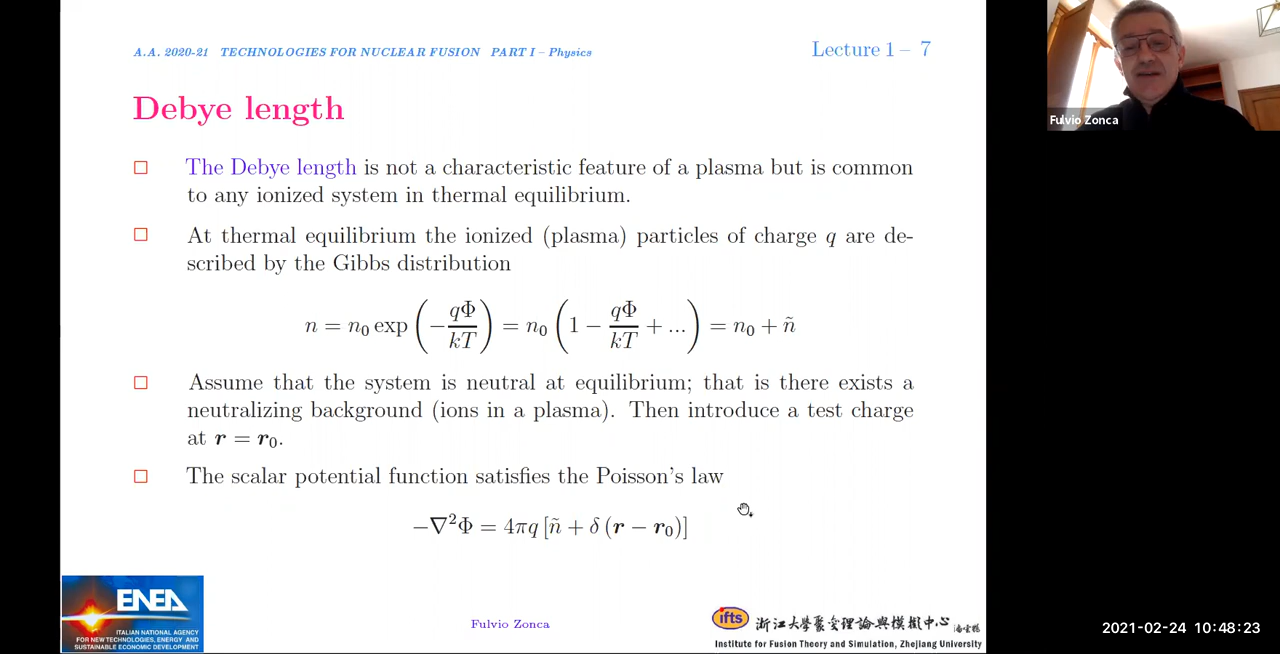 A.A. 2020-21 TECHNOLOGIES FOR NUCLEAR FUSION PART I – Physics
Lecture 1 – 7
Debye length
The Debye length is not a characteristic feature of a plasma but is common
to any ionized system in thermal equilibrium.
At thermal equilibrium the ionized (plasma) particles of charge q are de-
scribed by the Gibbs distribution
n = n₀ exp (−qΦ/kT) = n₀ (1 − qΦ/kT + ...) = n₀ + ñ
Assume that the system is neutral at equilibrium; that is there exists a
neutralizing background (ions in a plasma). Then introduce a test charge
at r = r₀.
The scalar potential function satisfies the Poisson's law
−∇²Φ = 4πq [ñ + δ (r − r₀)]
ENEA
ITALIAN NATIONAL AGENCY
FOR NEW TECHNOLOGIES, ENERGY AND
SUSTAINABLE ECONOMIC DEVELOPMENT
Fulvio Zonca
ifts
浙江大學聚变理論與模擬中心
Institute for Fusion Theory and Simulation, Zhejiang University
Fulvio Zonca
2021-02-24 10:48:23